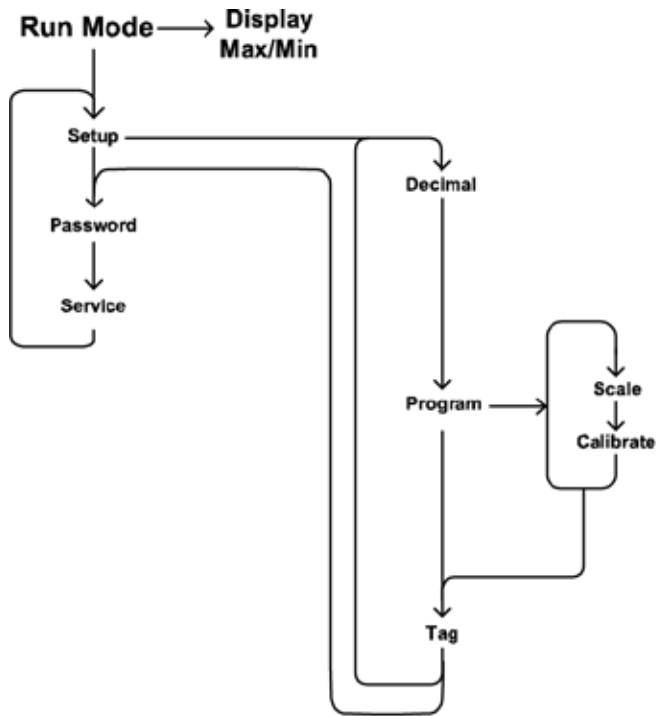 Run Mode
Display
Max/Min
Setup
Decimal
Password
Service
Program
Scale
Calibrate
Tag